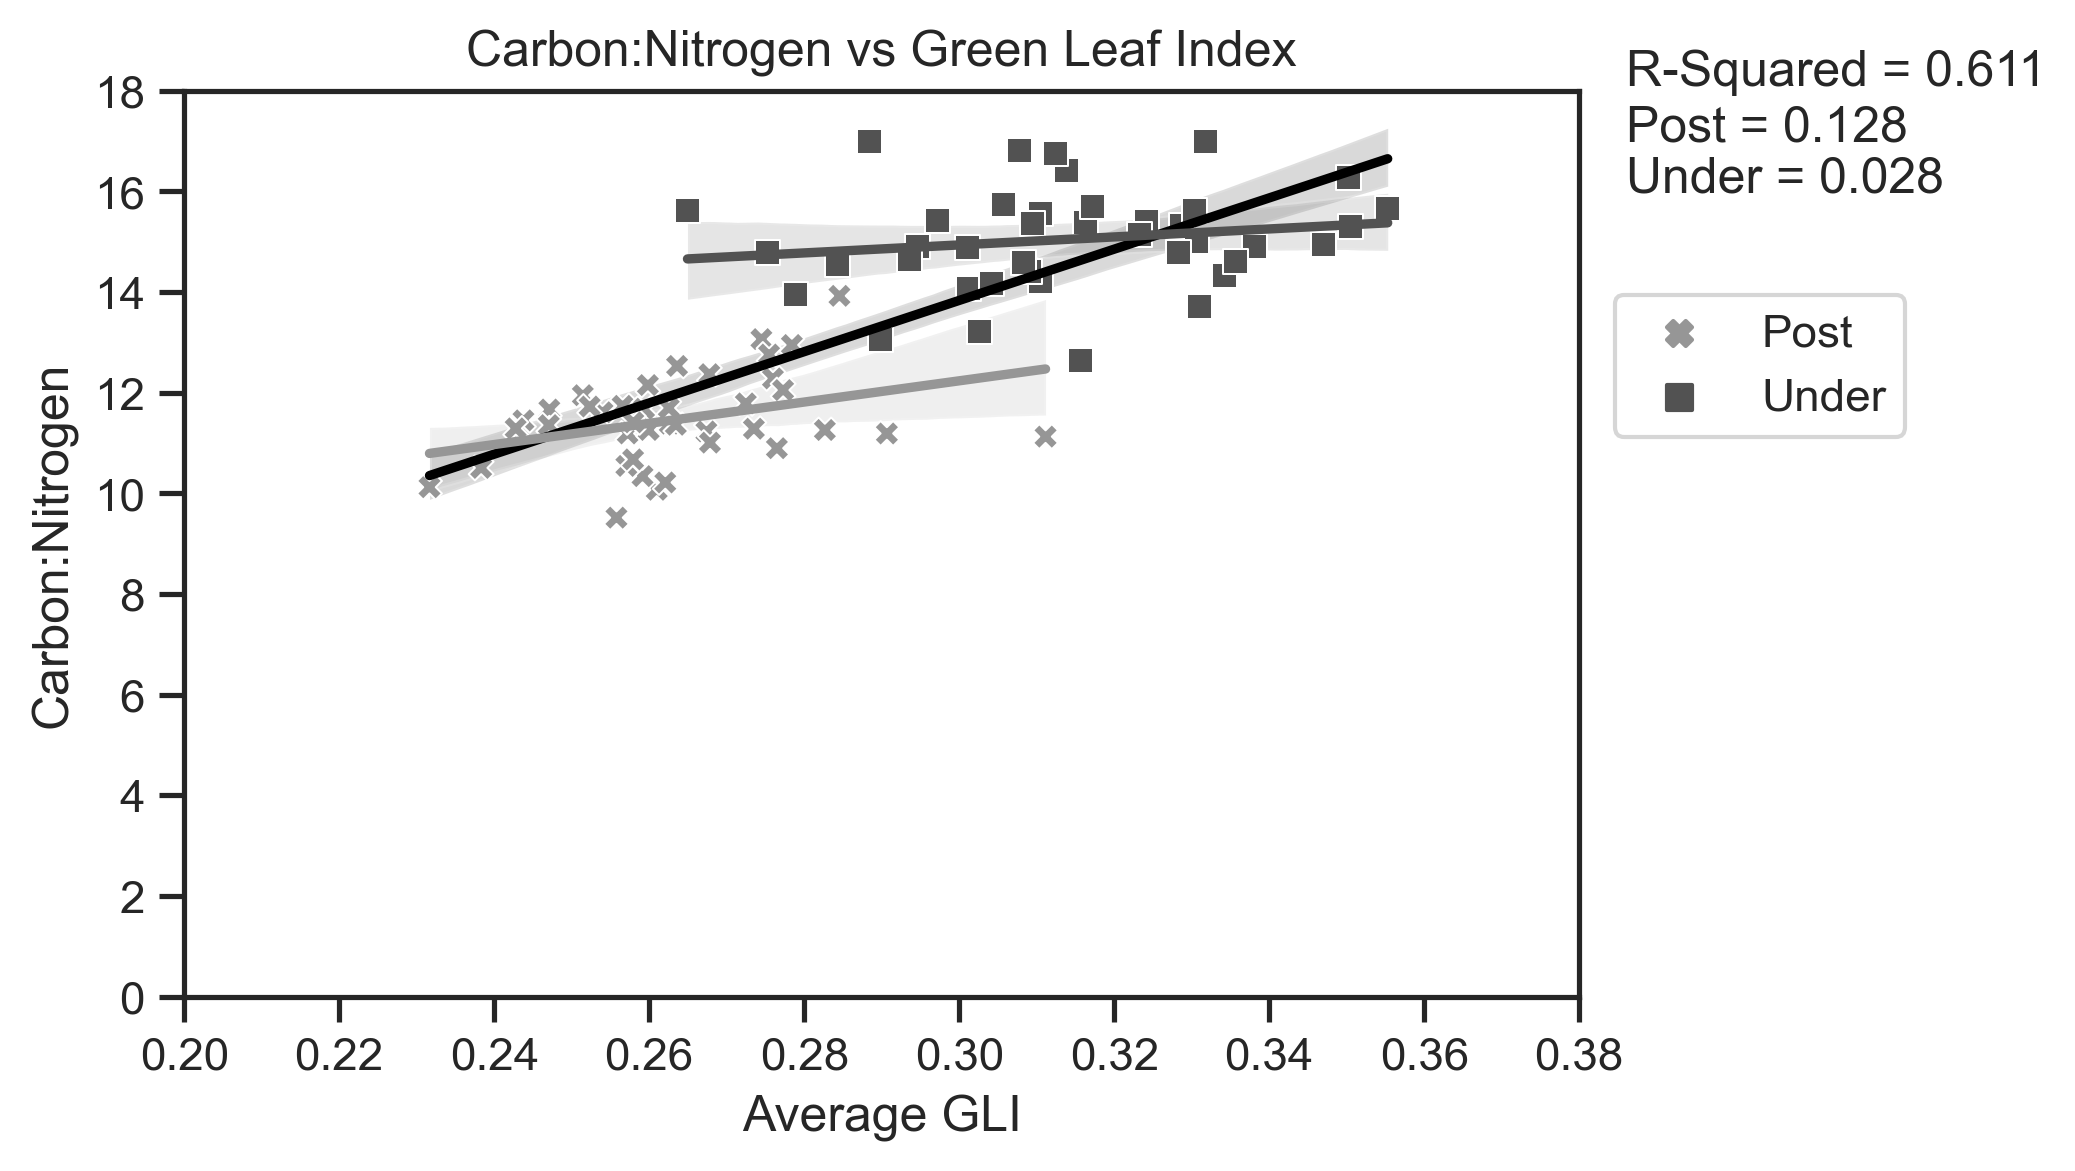 Carbon:Nitrogen vs Green Leaf Index
R-Squared = 0.611
Post = 0.128
Under = 0.028
Post
Under
Carbon:Nitrogen
18
16
14
12
10
8
6
4
2
0
0.20 0.22 0.24 0.26 0.28 0.30 0.32 0.34 0.36 0.38
Average GLI